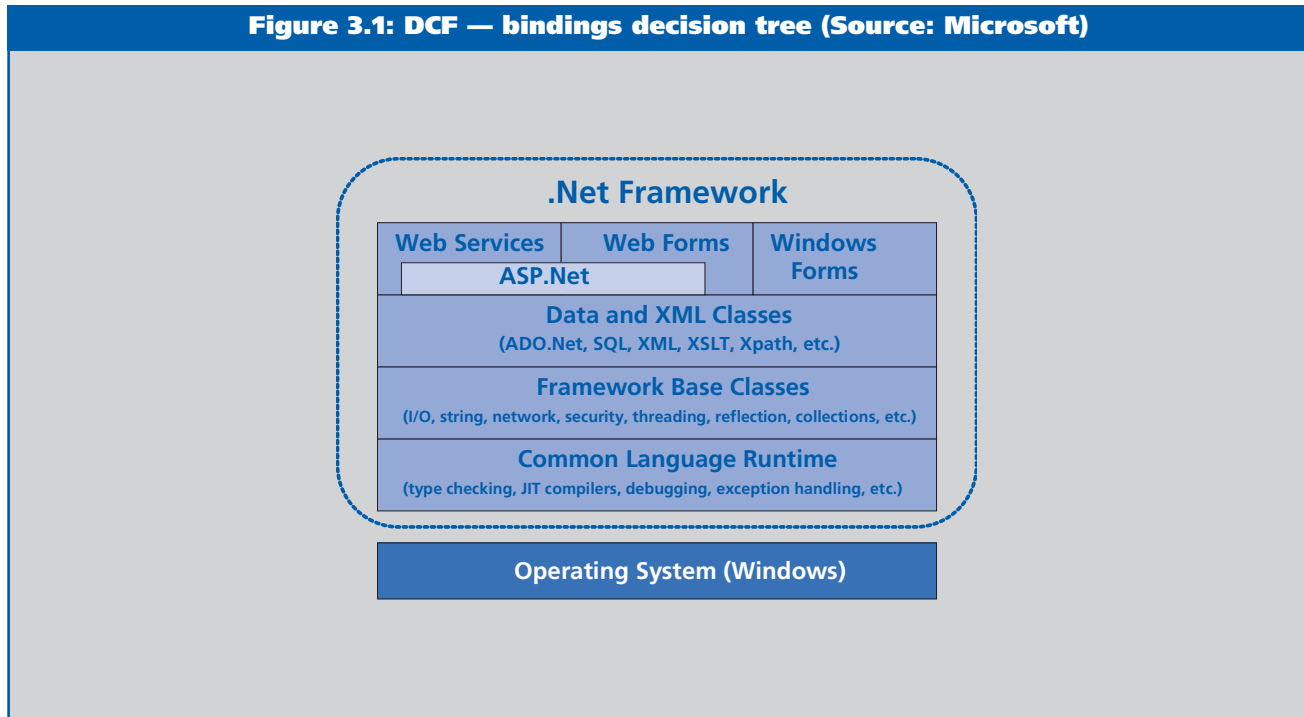 Figure 3.1: DCF — bindings decision tree (Source: Microsoft)
.Net Framework
Web Services
Web Forms
Windows
Forms
ASP.Net
Data and XML Classes
(ADO.Net, SQL, XML, XSLT, Xpath, etc.)
Framework Base Classes
(I/O, string, network, security, threading, reflection, collections, etc.)
Common Language Runtime
(type checking, JIT compilers, debugging, exception handling, etc.)
Operating System (Windows)